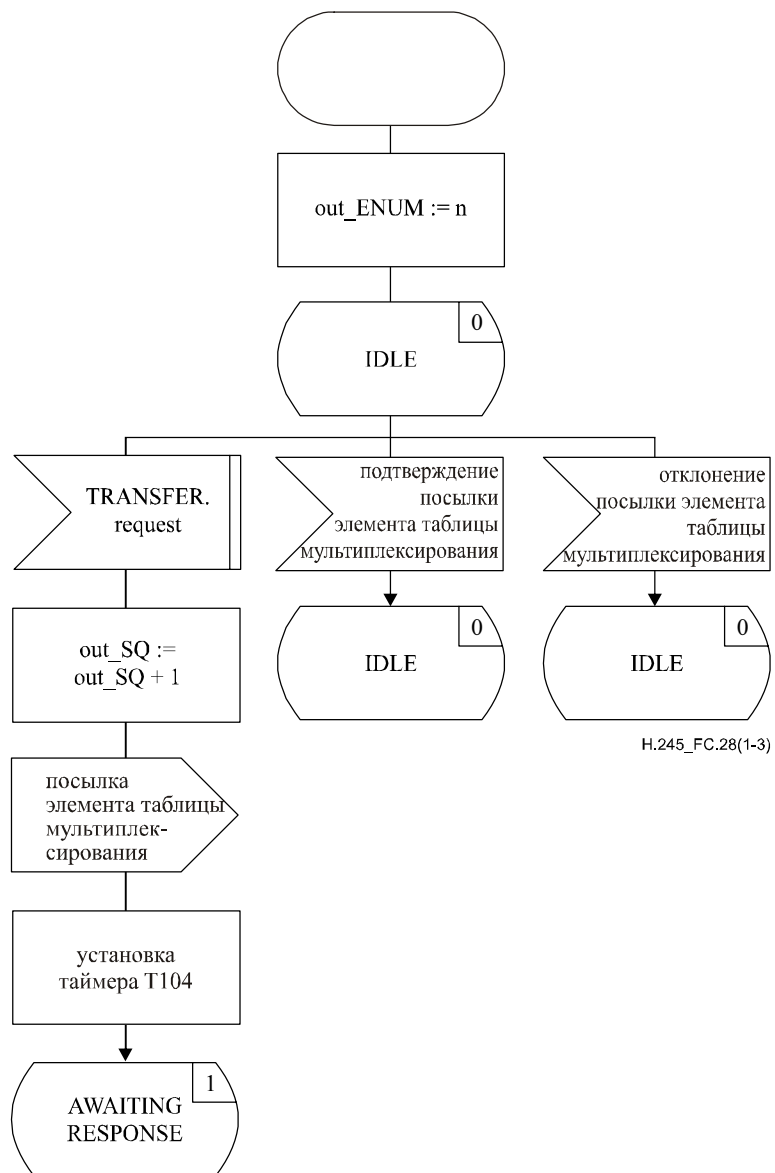 out_ENUM := n
0
IDLE
TRANSFER.
request
подтверждение
посылки
элемента таблицы
мультиплексирования
отклонение
посылки элемента
таблицы
мультиплексирования
out_SQ :=
out_SQ + 1
0
IDLE
0
IDLE
H.245_FC.28(1-3)
посылка
элемента таблицы
мультиплек-
сирования
установка
таймера T104
1
AWAITING
RESPONSE